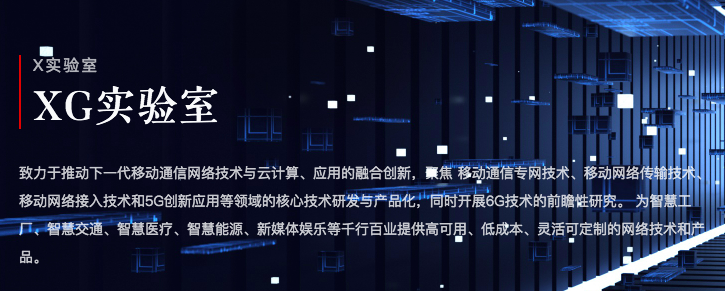 X实验室
XG实验室
致力于推动下一代移动通信网络技术与云计算、应用的融合创新，聚焦 移动通信专网技术、移动网络传输技术、
移动网络接入技术和5G创新应用等领域的核心技术研发与产品化，同时开展6G技术的前瞻性研究。 为智慧工
厂、智慧交通、智慧医疗、智慧能源、新媒体娱乐等千行百业提供高可用、低成本、灵活可定制的网络技术和产
品。